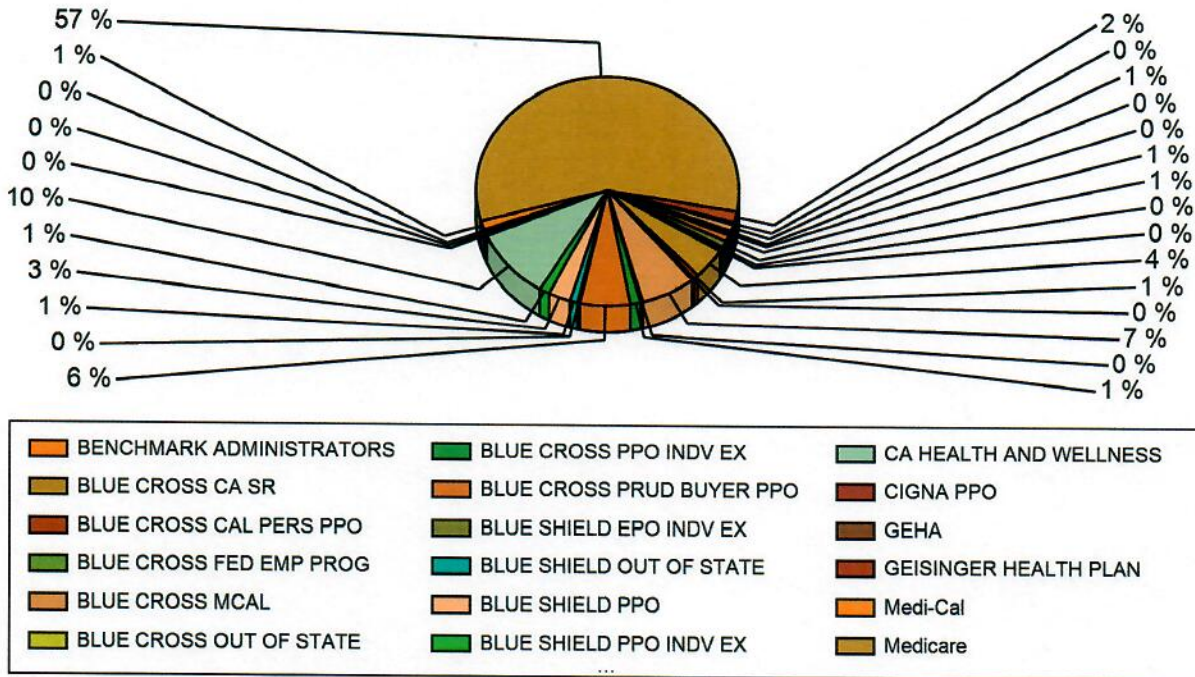 57 %
1 %
0 %
0 %
0 %
10 %
1 %
3 %
1 %
0 %
6 %
2 %
0 %
1 %
0 %
0 %
1 %
1 %
0 %
0 %
4 %
1 %
0 %
7 %
0 %
1 %
BENCHMARK ADMINISTRATORS
BLUE CROSS CA SR
BLUE CROSS CAL PERS PPO
BLUE CROSS FED EMP PROG
BLUE CROSS MCAL
BLUE CROSS OUT OF STATE
BLUE CROSS PPO INDV EX
BLUE CROSS PRUD BUYER PPO
BLUE SHIELD EPO INDV EX
BLUE SHIELD OUT OF STATE
BLUE SHIELD PPO
BLUE SHIELD PPO INDV EX
...
CA HEALTH AND WELLNESS
CIGNA PPO
GEHA
GEISINGER HEALTH PLAN
Medi-Cal
Medicare